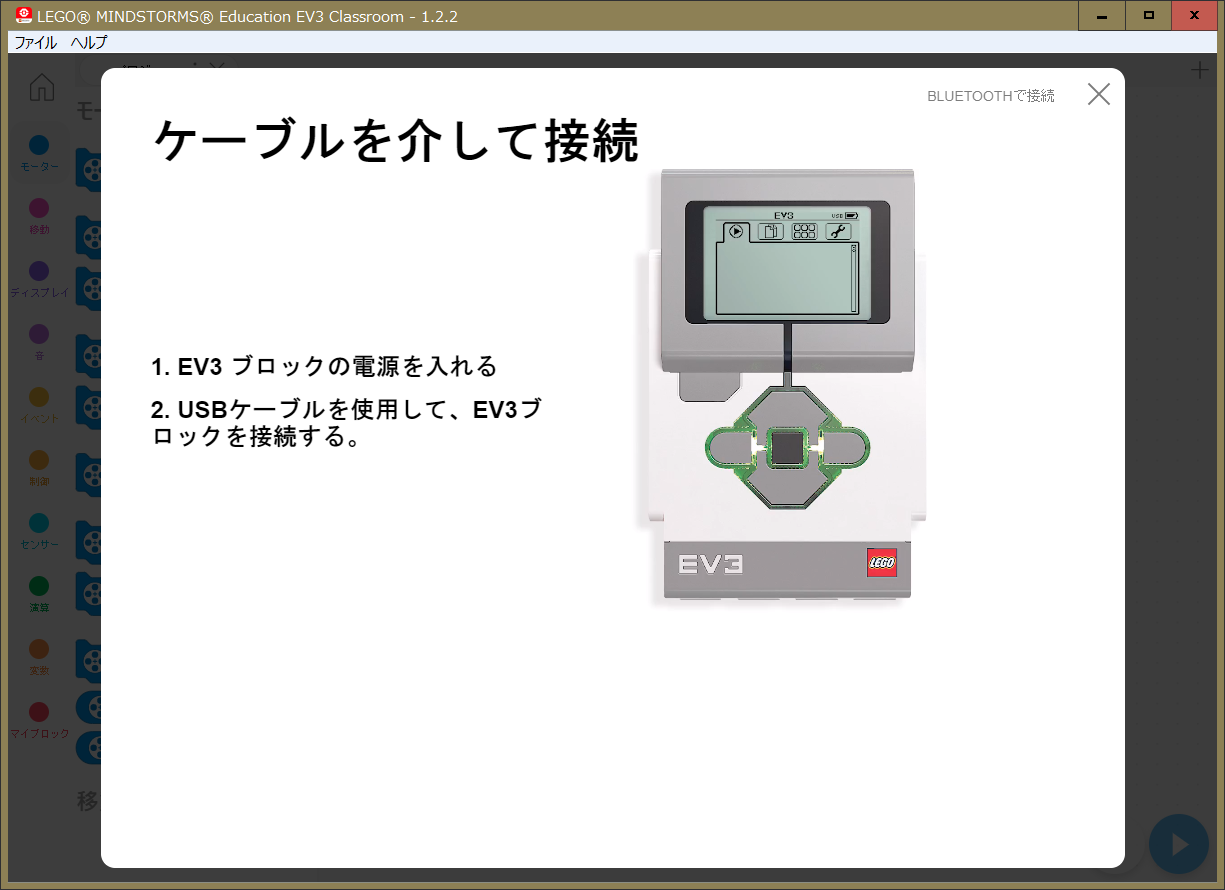 LEGO® MINDSTORMS® Education EV3 Classroom - 1.2.2
ファイル ヘルプ
BLUETOOTHで接続
ケーブルを介して接続
EV3
USB
1. EV3 ブロックの電源を入れる
2. USBケーブルを使用して、EV3ブ
ロックを接続する。
EV3
LEGO
モーター
移動
ディスプレイ
音
イベント
制御
センサー
演算
変数
マイブロック
移